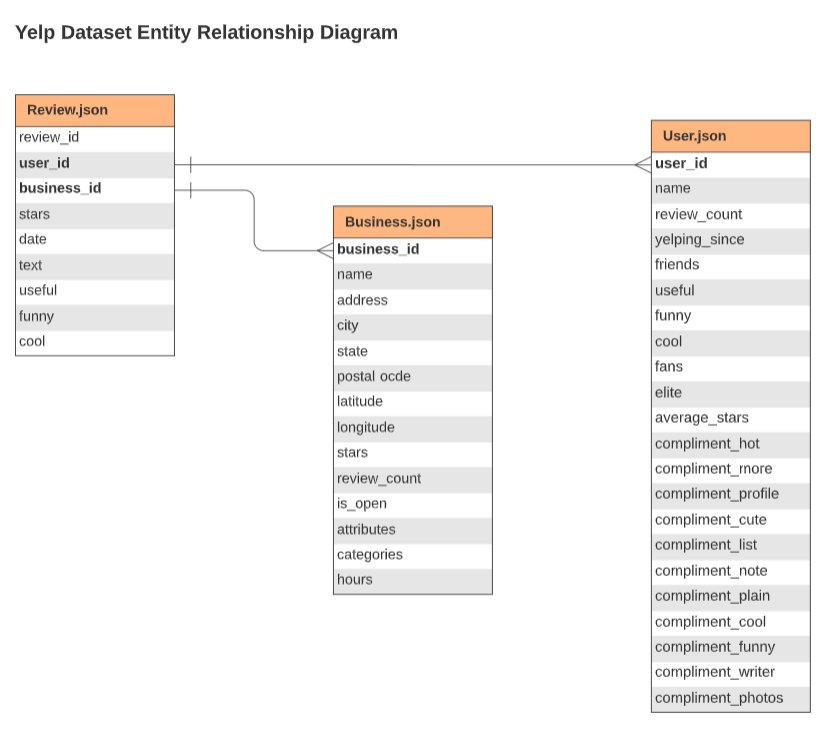 Yelp Dataset Entity Relationship Diagram
Review.json
review_id
user_id
business_id
stars
date
text
useful
funny
cool
Business.json
business_id
name
address
city
state
postal ocde
latitude
longitude
stars
review_count
is_open
attributes
categories
hours
User.json
user_id
name
review_count
yelping_since
friends
useful
funny
cool
fans
elite
average_stars
compliment_hot
compliment_more
compliment_profile
compliment_cute
compliment_list
compliment_note
compliment_plain
compliment_cool
compliment_funny
compliment_writer
compliment_photos